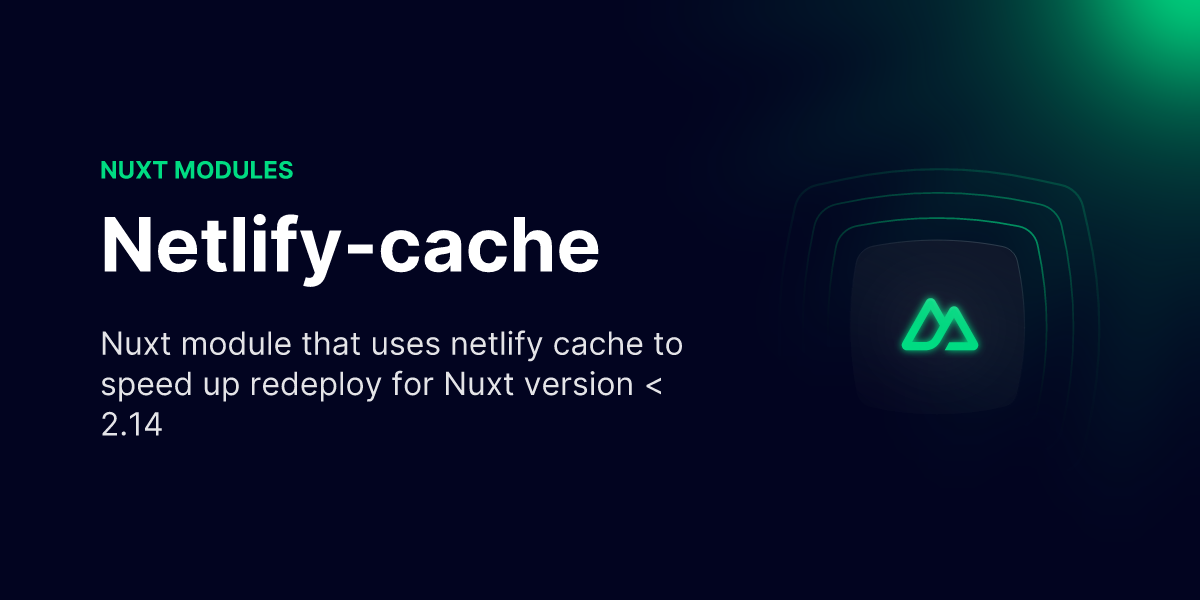 NUXT MODULES
Netlify-cache
Nuxt module that uses netlify cache to
speed up redeploy for Nuxt version <
2.14